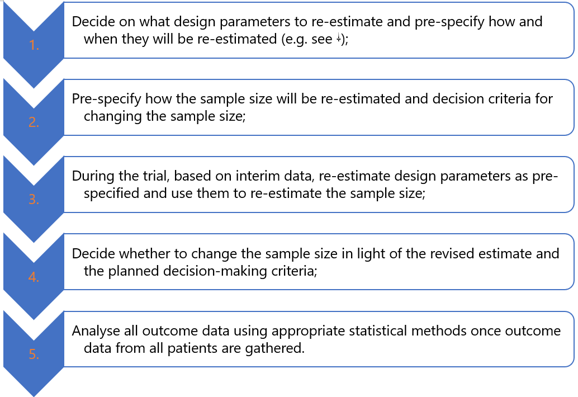 1.
Decide on what design parameters to re-estimate and pre-specify how and
when they will be re-estimated (e.g. see ↓);
2.
Pre-specify how the sample size will be re-estimated and decision criteria for
changing the sample size;
3.
During the trial, based on interim data, re-estimate design parameters as pre-
specified and use them to re-estimate the sample size;
4.
Decide whether to change the sample size in light of the revised estimate and
the planned decision-making criteria;
5.
Analyse all outcome data using appropriate statistical methods once outcome
data from all patients are gathered.